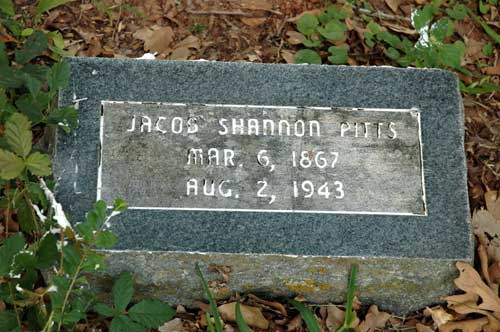 JACOB SHANNON PITTS
MAR. 6, 1867
AUG. 2, 1943